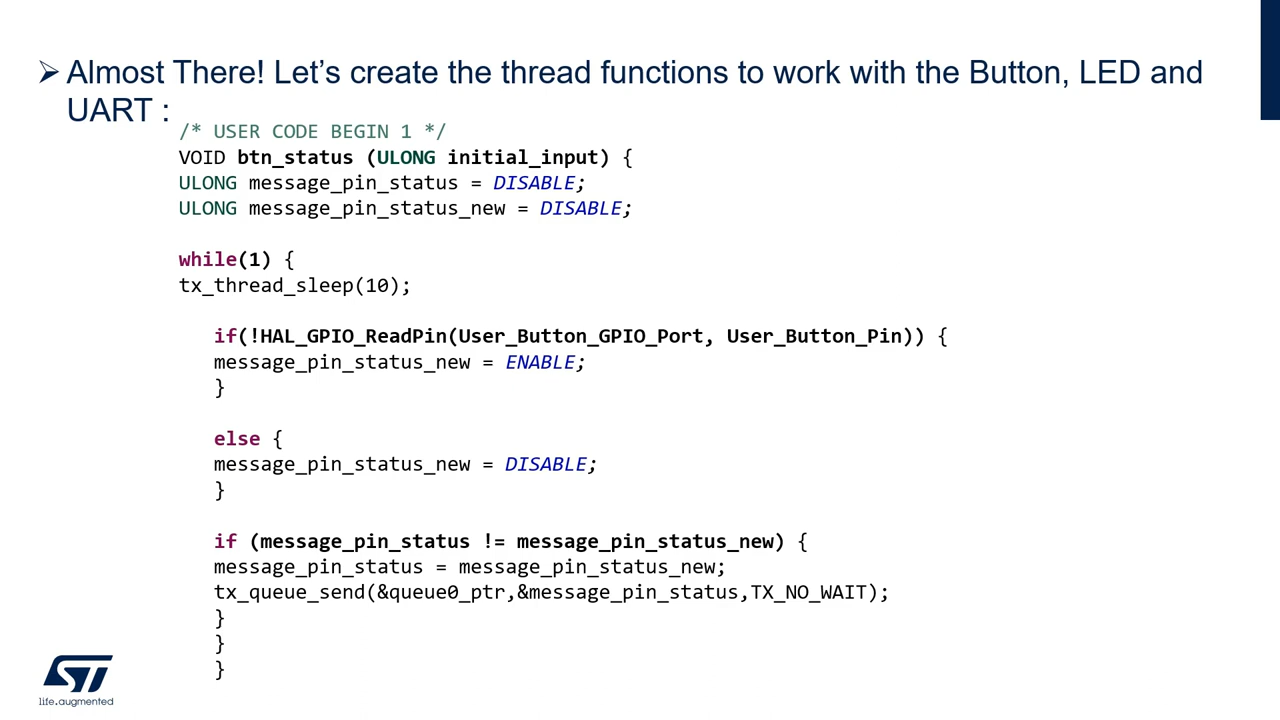 ➢ Almost There! Let’s create the thread functions to work with the Button, LED and
UART :
/* USER CODE BEGIN 1 */
VOID btn_status (ULONG initial_input) {
ULONG message_pin_status = DISABLE;
ULONG message_pin_status_new = DISABLE;
while(1) {
tx_thread_sleep(10);
if(!HAL_GPIO_ReadPin(User_Button_GPIO_Port, User_Button_Pin)) {
message_pin_status_new = ENABLE;
}
else {
message_pin_status_new = DISABLE;
}
if (message_pin_status != message_pin_status_new) {
message_pin_status = message_pin_status_new;
tx_queue_send(&queue0_ptr,&message_pin_status,TX_NO_WAIT);
}
}
}
ST
life.augmented